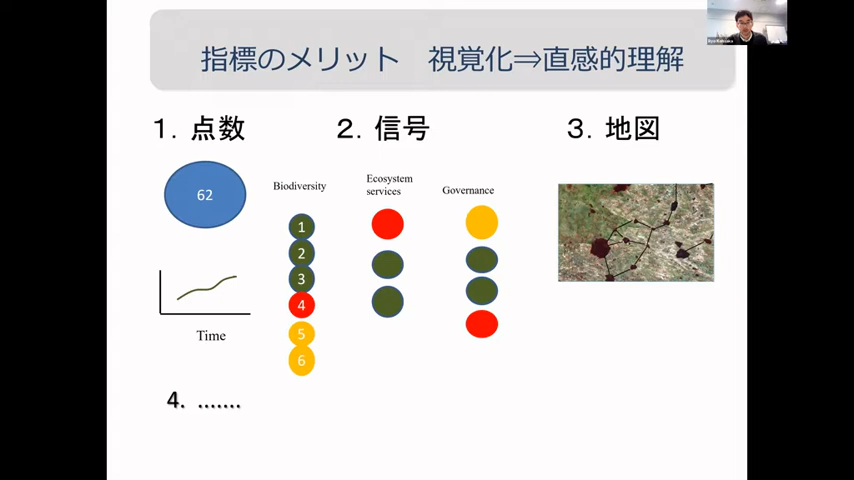 指標のメリット　視覚化⇒直感的理解
１．点数
２．信号
３．地図
62
Biodiversity
1
2
3
4
5
6
Ecosystem
services
Governance
Time
4. .......